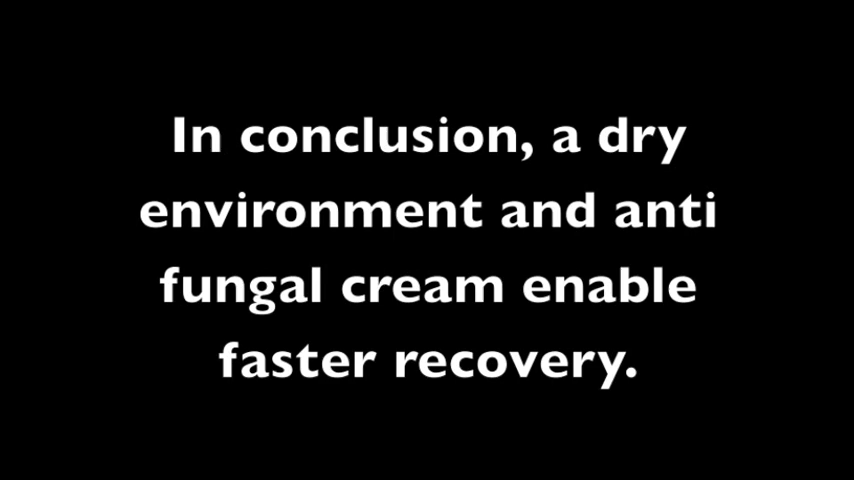 In conclusion, a dry
environment and anti
fungal cream enable
faster recovery.